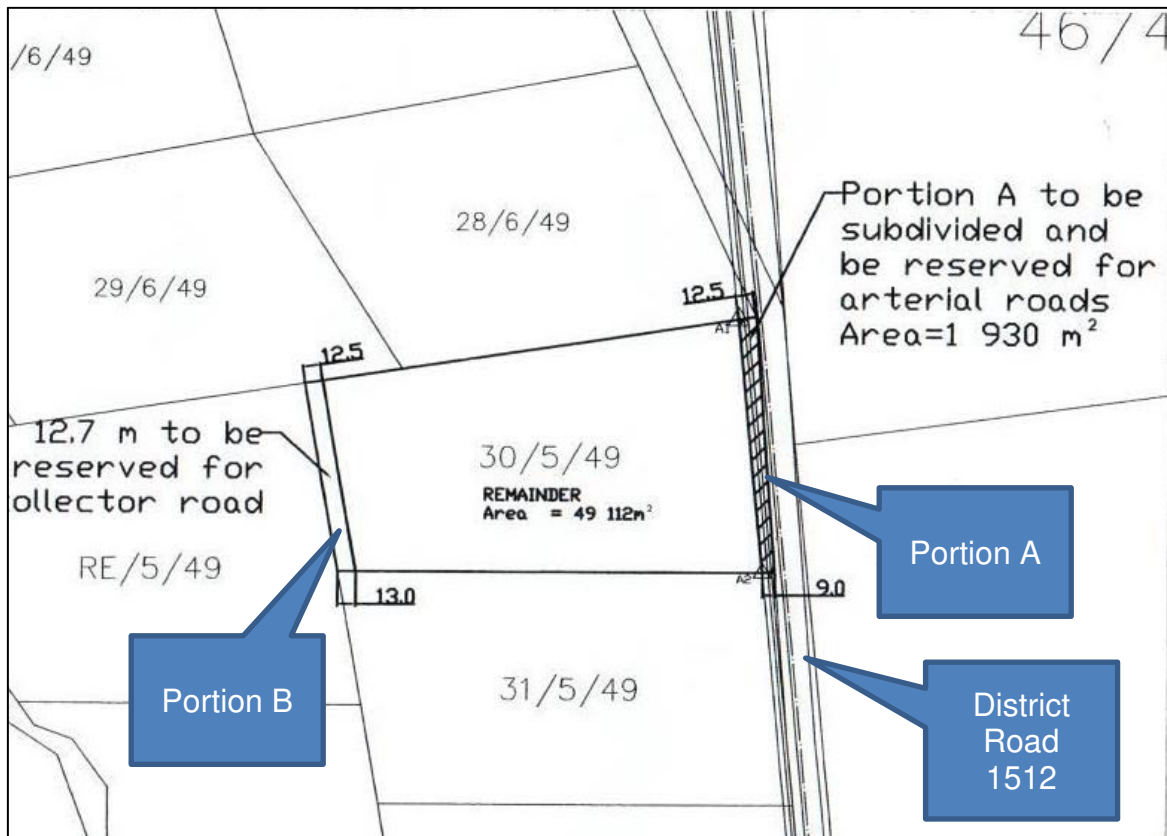 /6/49
46/4
28/6/49
29/6/49
Portion A to be
subdivided and
be reserved for
arterial roads
Area=1 930 m²
12.5
A1
12.5
12.7 m to be
reserved for
ollector road
30/5/49
REMAINDER
Area = 49 112m²
Portion A
RE/5/49
A2
13.0
9.0
Portion B
31/5/49
District
Road
1512